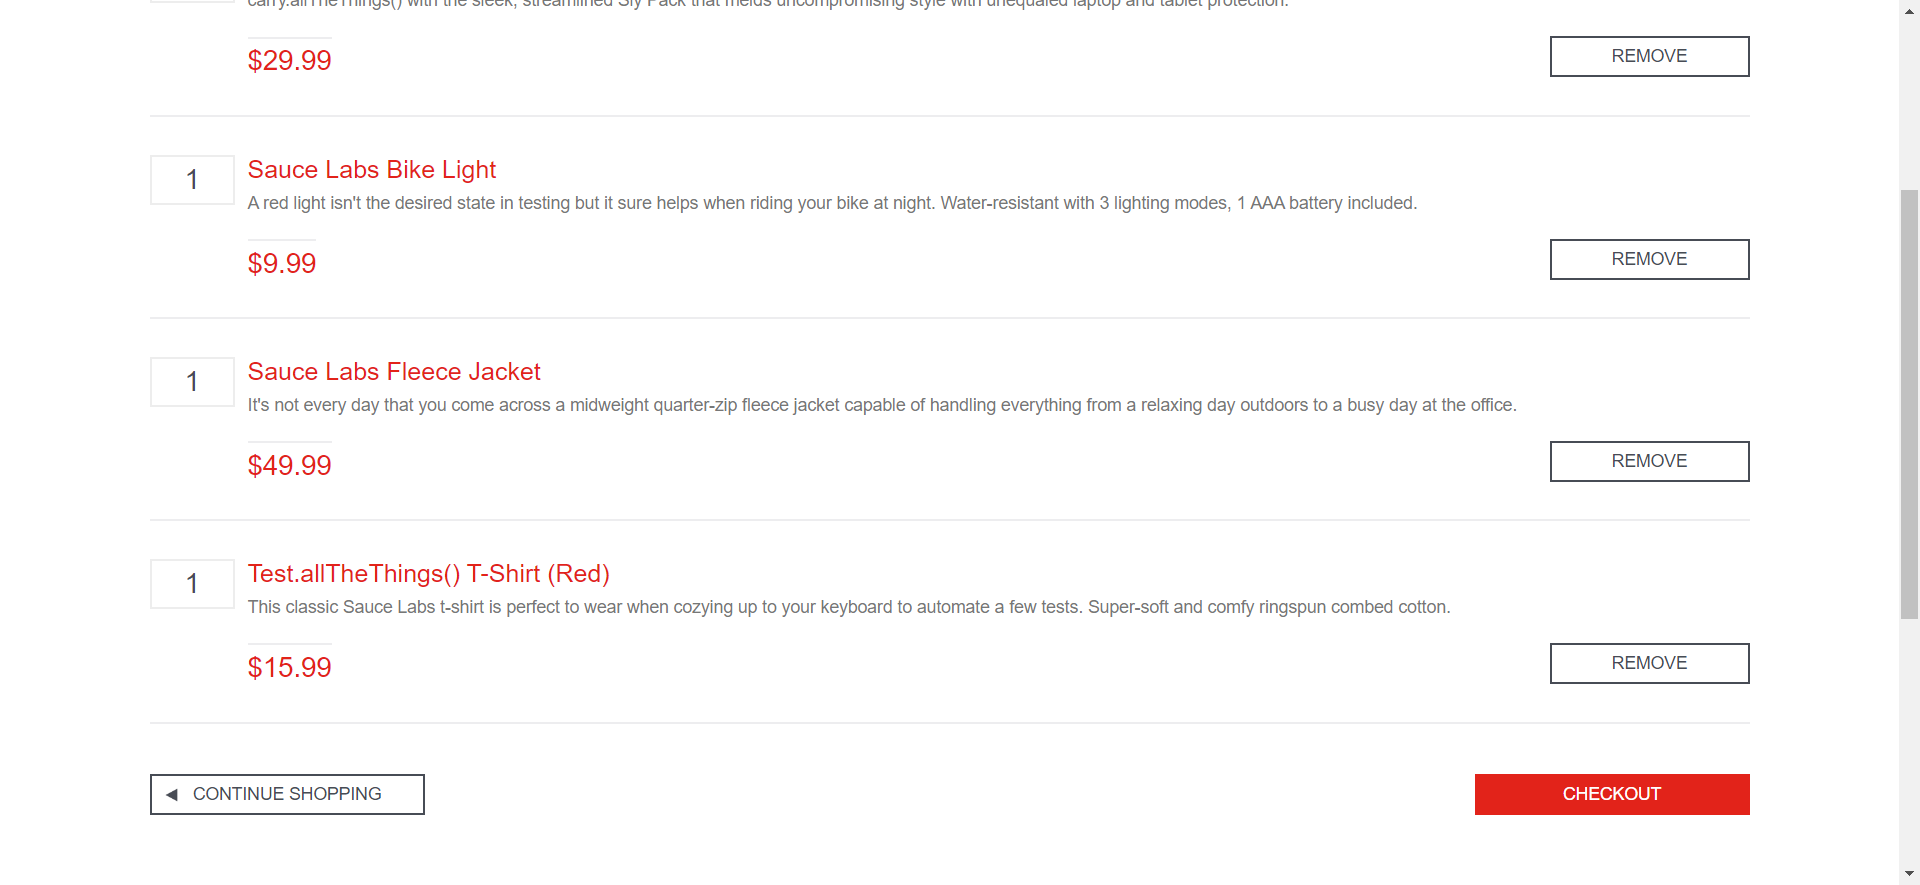 carry.allTheThings() with the sleek, streamlined Sly Pack that melds uncompromising style with unequaled laptop and tablet protection.
$29.99
REMOVE
1
Sauce Labs Bike Light
A red light isn't the desired state in testing but it sure helps when riding your bike at night. Water-resistant with 3 lighting modes, 1 AAA battery included.
$9.99
REMOVE
1
Sauce Labs Fleece Jacket
It's not every day that you come across a midweight quarter-zip fleece jacket capable of handling everything from a relaxing day outdoors to a busy day at the office.
$49.99
REMOVE
1
Test.allTheThings() T-Shirt (Red)
This classic Sauce Labs t-shirt is perfect to wear when cozying up to your keyboard to automate a few tests. Super-soft and comfy ringspun combed cotton.
$15.99
REMOVE
CONTINUE SHOPPING
CHECKOUT